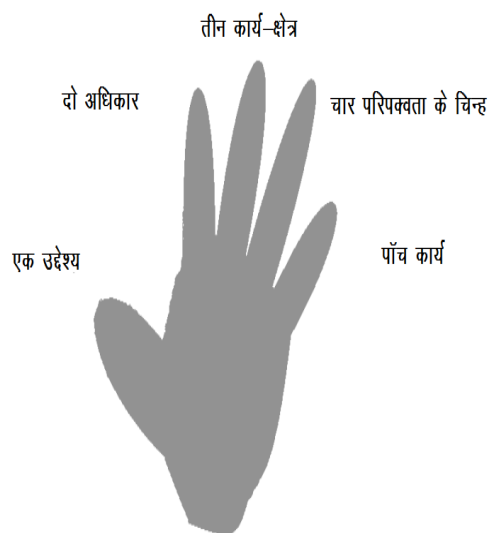 तीन कार्य–क्षेत्र
दो अधिकार
चार परिपक्वता के चिन्ह
एक उद्देश्य
पॉच कार्य